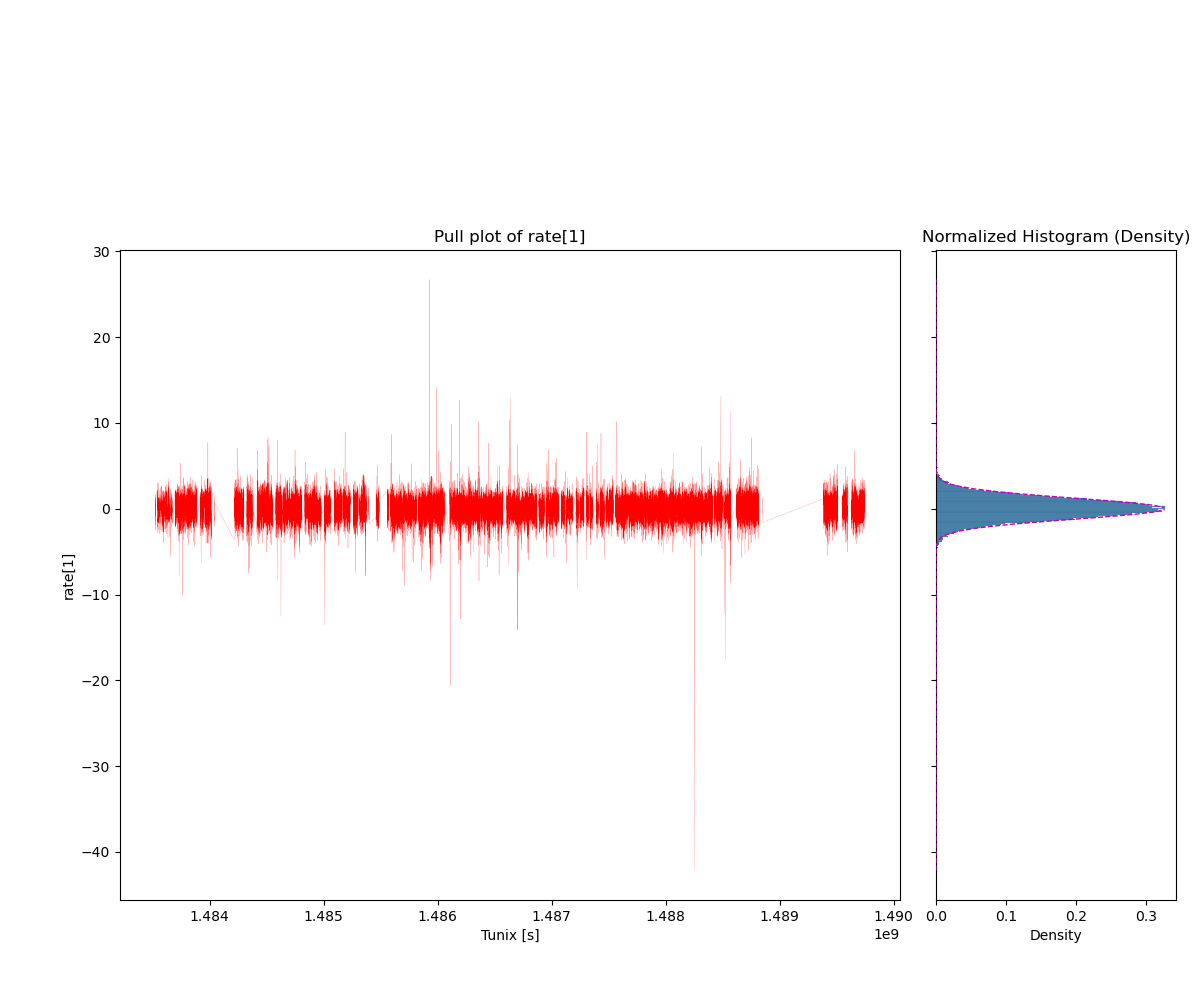 Pull plot of rate[1]
Normalized Histogram (Density)
30
20
10
0
−10
−20
−30
−40
rate[1]
1.484 1.485 1.486 1.487 1.488 1.489 1.490
1e9
Tunix [s]
0.0 0.1 0.2 0.3
Density